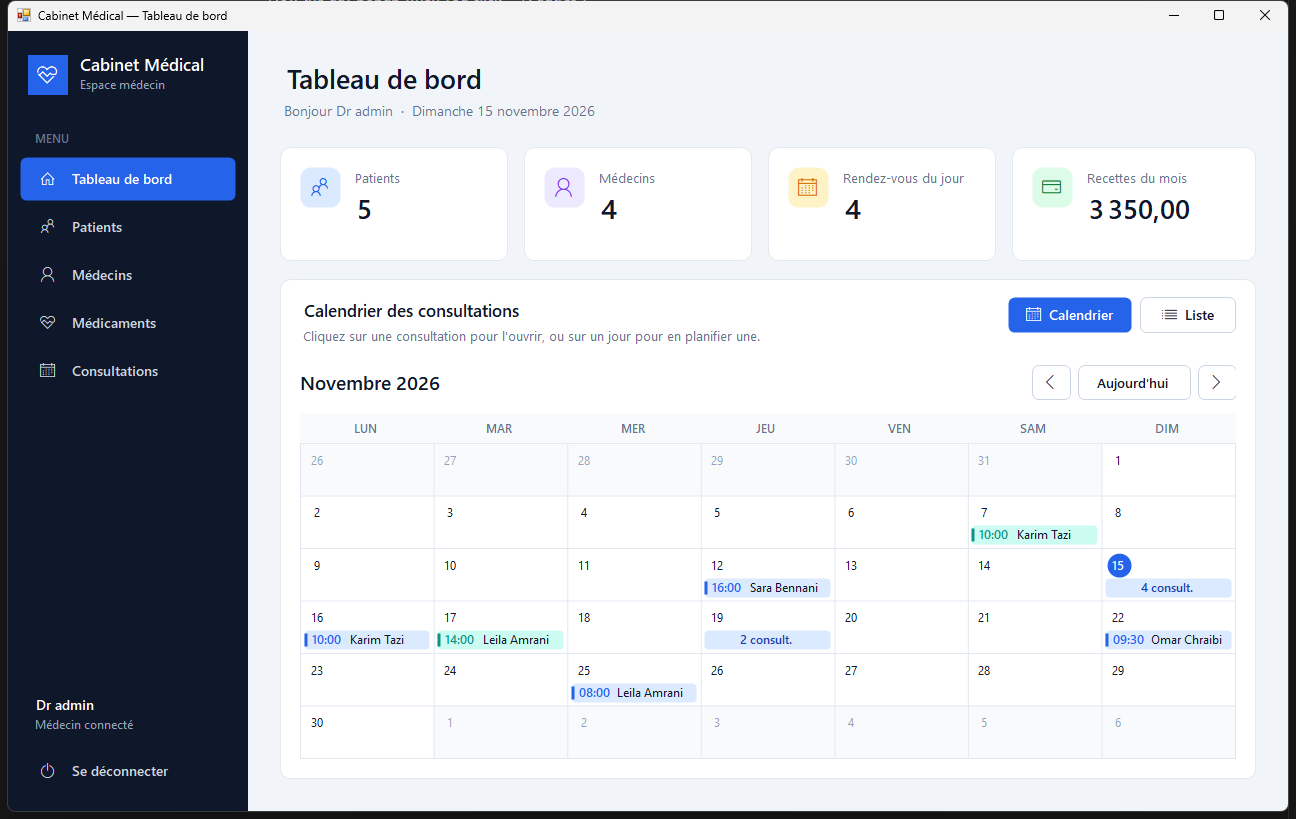 Cabinet Médical — Tableau de bord
Cabinet Médical
Espace médecin
MENU
Tableau de bord
Patients
Médecins
Médicaments
Consultations
Dr admin
Médecin connecté
Se déconnecter
Tableau de bord
Bonjour Dr admin · Dimanche 15 novembre 2026
Patients
5
Médecins
4
Rendez-vous du jour
4
Recettes du mois
3 350,00
Calendrier des consultations
Cliquez sur une consultation pour l'ouvrir, ou sur un jour pour en planifier une.
Calendrier
Liste
Novembre 2026
Aujourd'hui
LUN MAR MER JEU VEN SAM DIM
26 27 28 29 30 31 1
2 3 4 5 6 7 8
10:00 Karim Tazi
9 10 11 12 13 14 15
16:00 Sara Bennani 4 consult.
16 17 18 19 20 21 22
10:00 Karim Tazi 14:00 Leila Amrani 2 consult. 09:30 Omar Chraibi
23 24 25 26 27 28 29
08:00 Leila Amrani
30 1 2 3 4 5 6